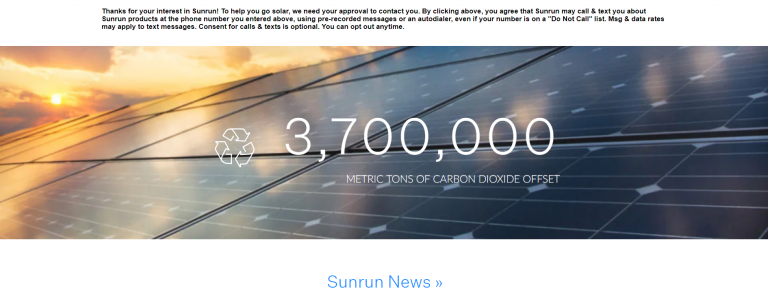 Thanks for your interest in Sunrun! To help you go solar, we need your approval to contact you. By clicking above, you agree that Sunrun may call & text you about
Sunrun products at the phone number you entered above, using pre-recorded messages or an autodialer, even if your number is on a "Do Not Call" list. Msg & data rates
may apply to text messages. Consent for calls & texts is optional. You can opt out anytime.
3,700,000
METRIC TONS OF CARBON DIOXIDE OFFSET
Sunrun News »